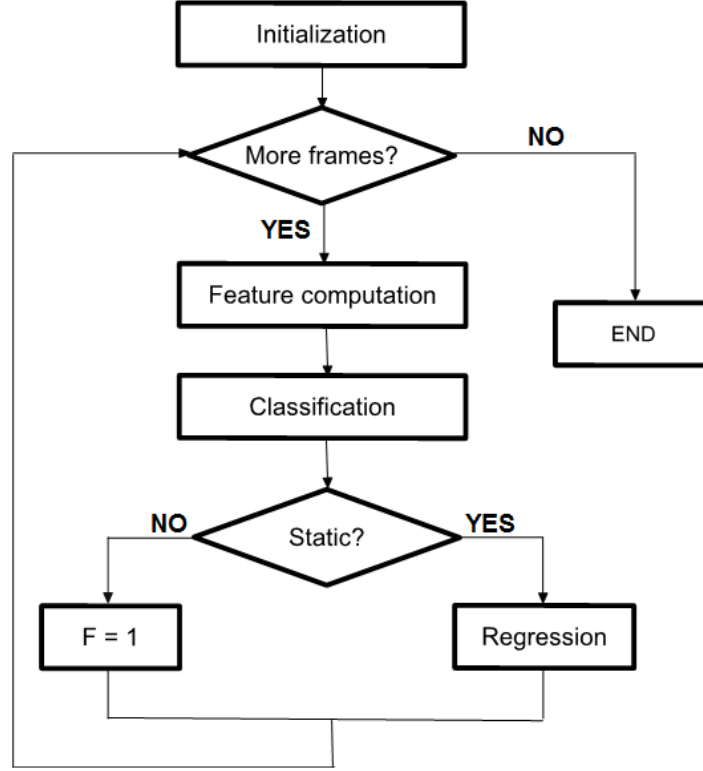 Initialization
More frames?
NO
YES
Feature computation
END
Classification
NO
YES
Static?
F = 1
Regression